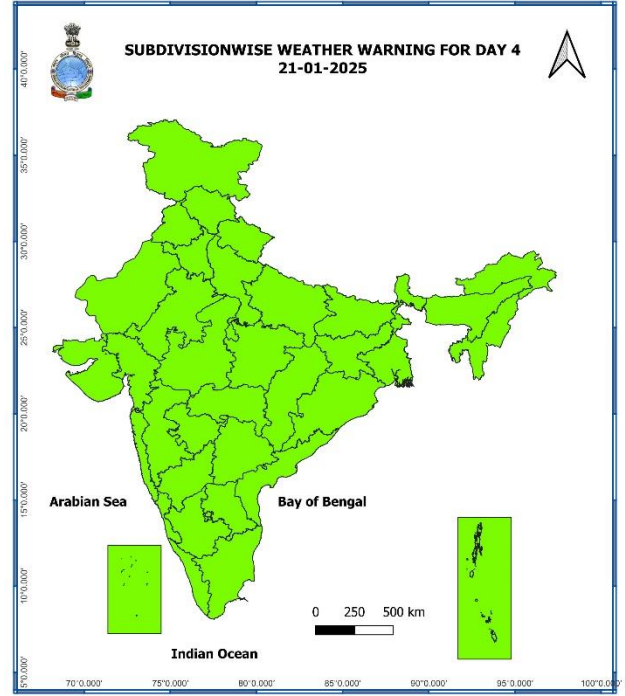 SUBDIVISIONWISE WEATHER WARNING FOR DAY 4
21-01-2025
40°0.000'
35°0.000'
30°0.000'
25°0.000'
20°0.000'
15°0.000'
10°0.000'
5°0.000'
Arabian Sea
Bay of Bengal
0 250 500 km
Indian Ocean
70°0.000' 75°0.000' 80°0.000' 85°0.000' 90°0.000' 95°0.000' 100°0.000'